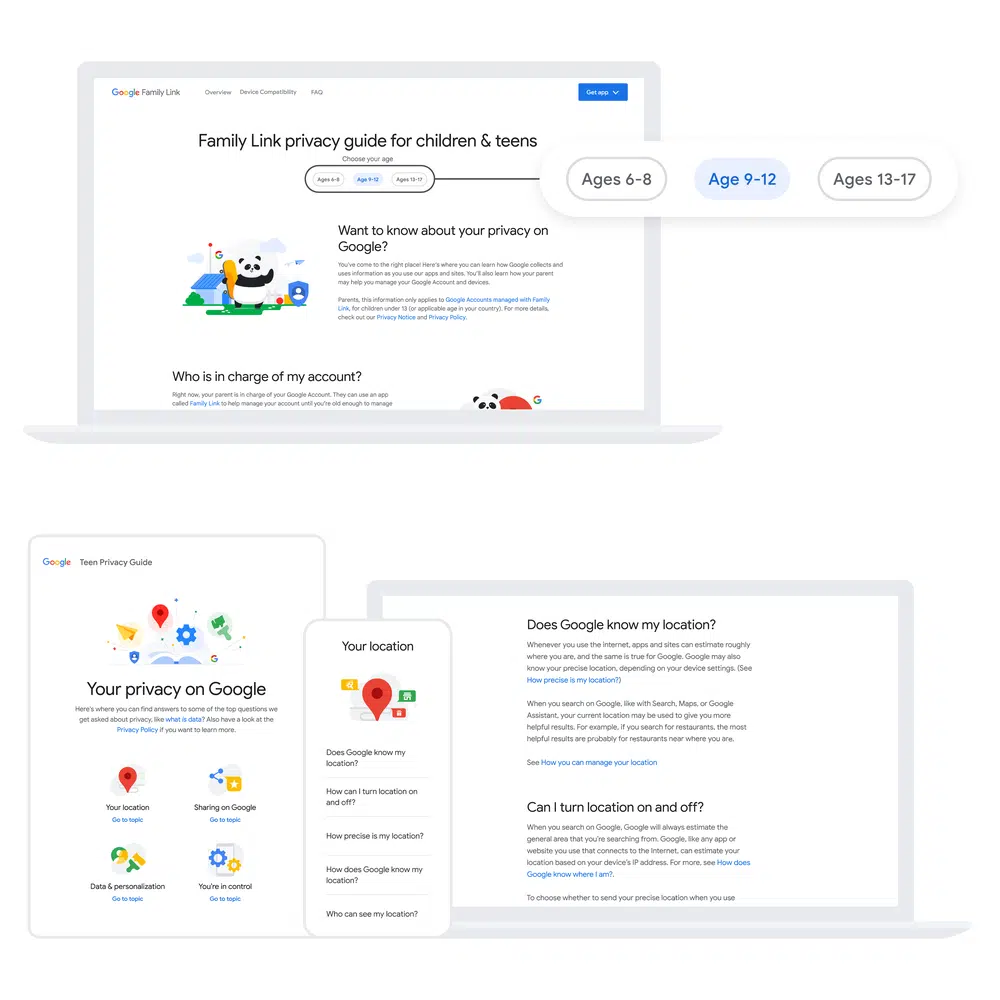 Google Family Link
Overview
Device Compatibility
FAQ
Get app
Family Link privacy guide for children & teens
Choose your age
Ages 6-8
Age 9-12
Ages 13-17
Ages 6-8
Age 9-12
Ages 13-17
Want to know about your privacy on
Google?
You've come to the right place! Here's where you can learn how Google collects and
uses information as you use our apps and sites. You'll also learn how your parent
may help you manage your Google Account and devices.
Parents, this information only applies to Google Accounts managed with Family
Link, for children under 13 (or applicable age in your country). For more details,
check out our Privacy Notice and Privacy Policy.
Who is in charge of my account?
Right now, your parent is in charge of your Google Account. They can use an app
called Family Link to help manage your account until you're old enough to manage
Google Teen Privacy Guide
Your privacy on Google
Here's where you can find answers to some of the top questions we
get asked about privacy, like what is data? Also have a look at the
Privacy Policy if you want to learn more.
Your location
Go to topic
Sharing on Google
Go to topic
Data & personalization
Go to topic
You're in control
Go to topic
Your location
Does Google know my
location?
How can I turn location on
and off?
How precise is my location?
How does Google know my
location?
Who can see my location?
Does Google know my location?
Whenever you use the internet, apps and sites can estimate roughly
where you are, and the same is true for Google. Google may also
know your precise location, depending on your device settings. (See
How precise is my location?)
When you search on Google, like with Search, Maps, or Google
Assistant, your current location may be used to give you more
helpful results. For example, if you search for restaurants, the most
helpful results are probably for restaurants near where you are.
See How you can manage your location
Can I turn location on and off?
When you search on Google, Google will always estimate the
general area that you're searching from. Google, like any app or
website you use that connects to the internet, can estimate your
location based on your device's IP address. For more, see How does
Google know where I am?.
To choose whether to send your precise location when you use